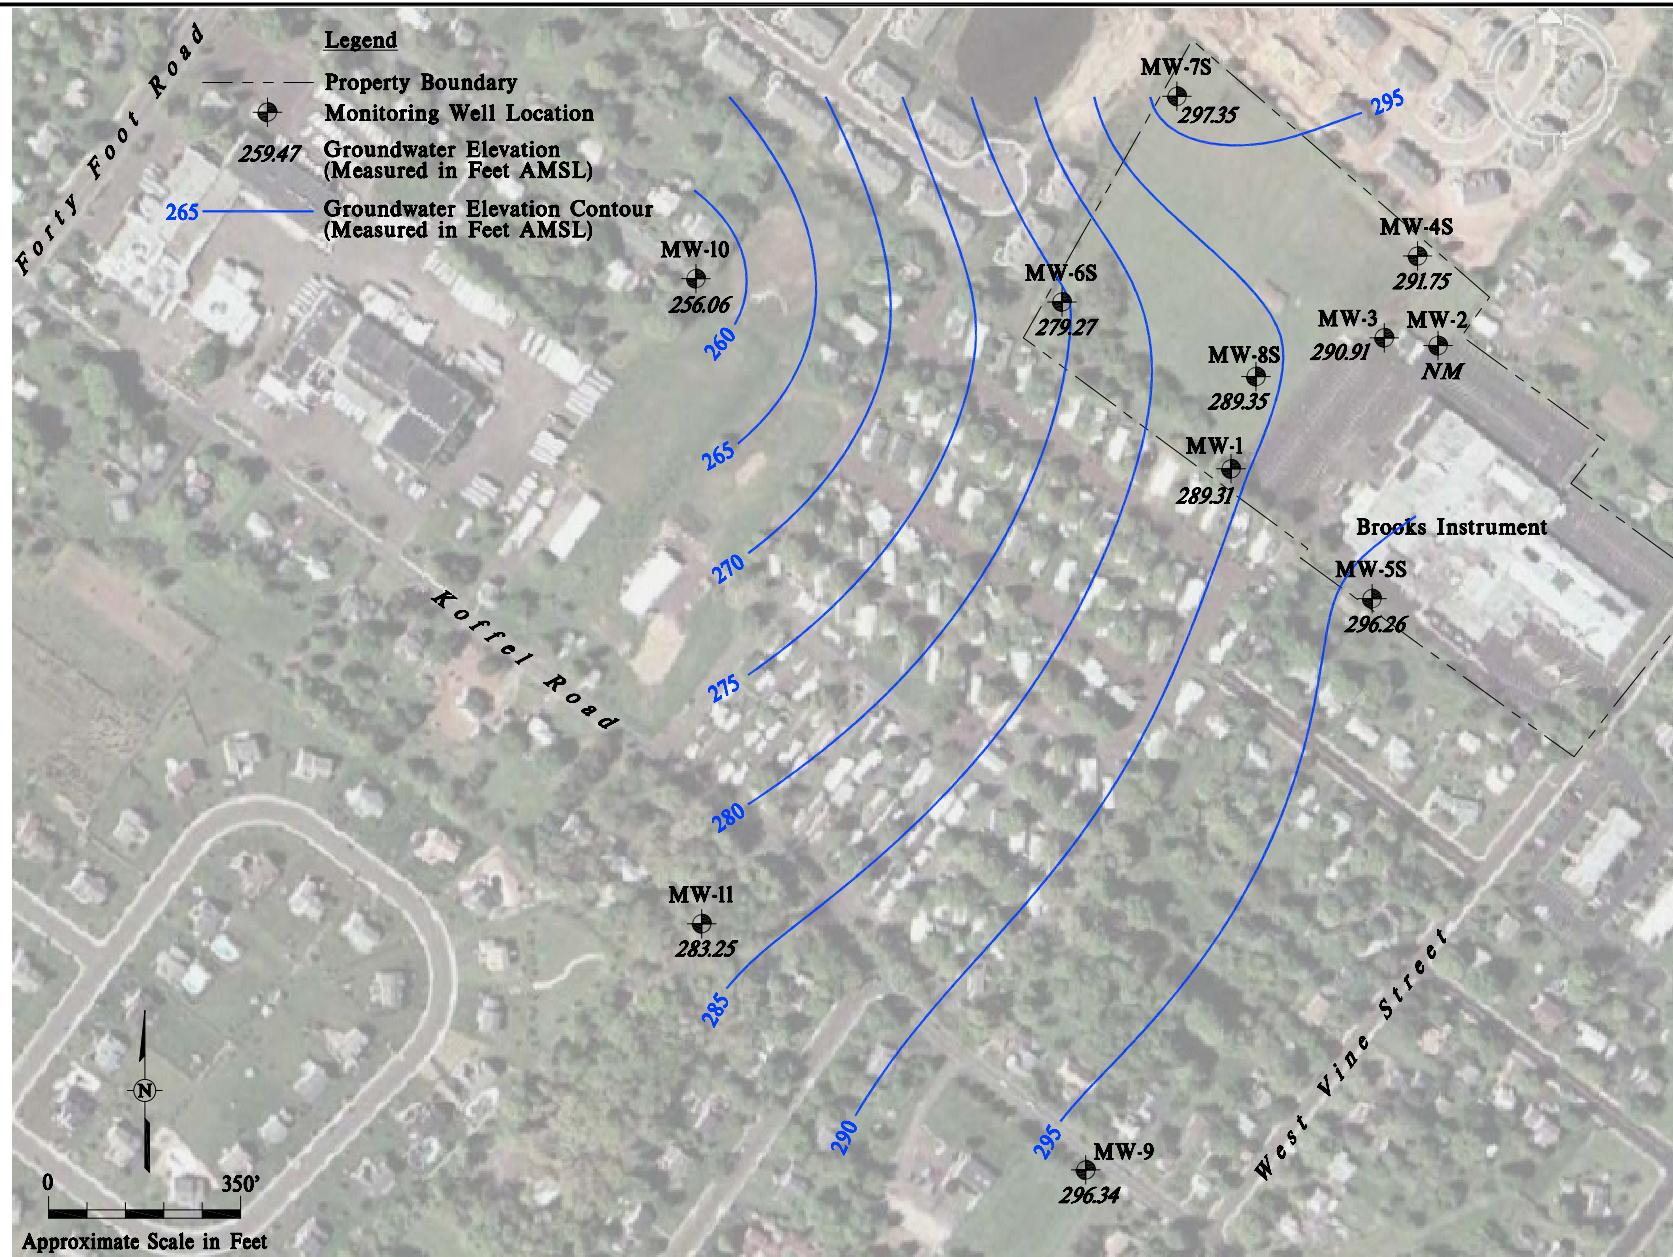 Legend
Property Boundary
Monitoring Well Location
259.47 Groundwater Elevation
(Measured in Feet AMSL)
265 Groundwater Elevation Contour
(Measured in Feet AMSL)
Forty Foot Road
N
MW-7S
297.35
295
MW-4S
291.75
MW-10
256.06
260
MW-6S
279.27
MW-3
290.91
MW-2
NM
MW-8S
289.35
265
MW-1
289.31
Brooks Instrument
270
MW-5S
296.26
Koffel Road
275
280
MW-11
283.25
285
West Vine Street
290
295
MW-9
296.34
N
0 350'
Approximate Scale in Feet